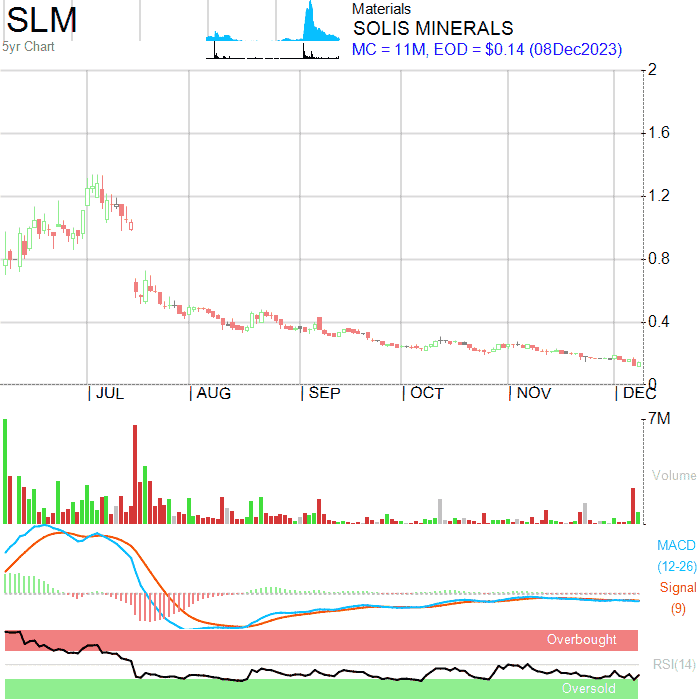 SLM
5yr Chart
Materials
SOLIS MINERALS
MC = 11M, EOD = $0.14 (08Dec2023)
2
1.6
1.2
0.8
0.4
0
JUL AUG SEP OCT NOV DEC
7M
Volume
MACD
(12-26)
Signal
(9)
Overbought
RSI(14)
Oversold